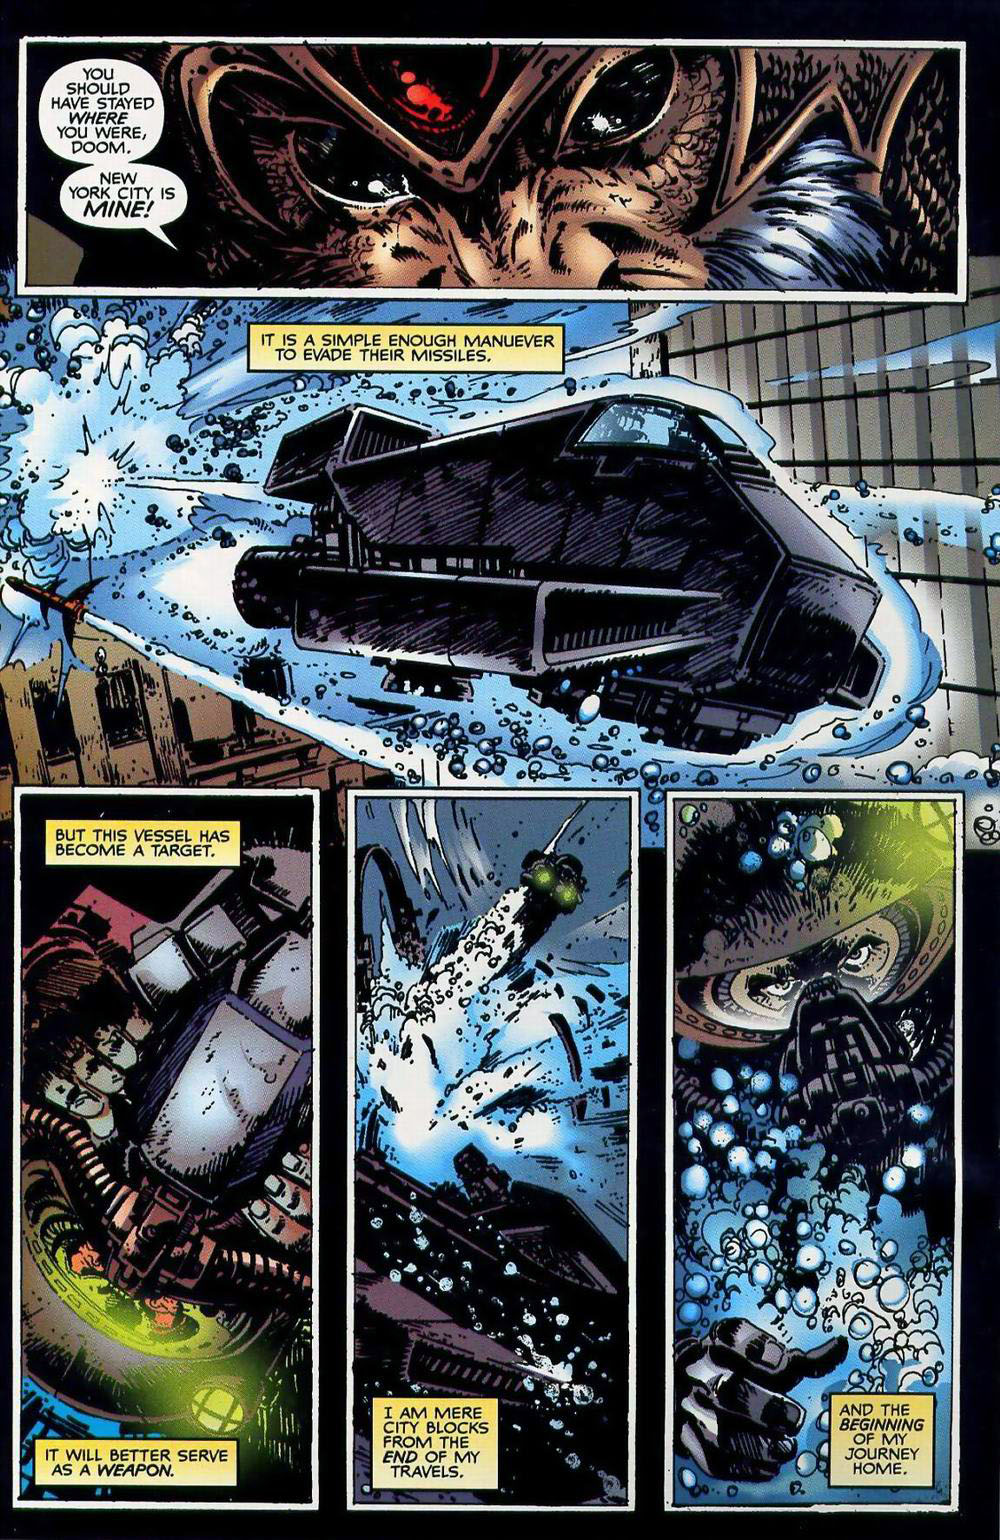 YOU
SHOULD
HAVE STAYED
WHERE
YOU WERE,
DOOM.
NEW
YORK CITY IS
MINE!
IT IS A SIMPLE ENOUGH MANUEVER
TO EVADE THEIR MISSILES.
BUT THIS VESSEL HAS
BECOME A TARGET.
IT WILL BETTER SERVE
AS A WEAPON.
I AM MERE
CITY BLOCKS
FROM THE
END OF MY
TRAVELS.
AND THE
BEGINNING
OF MY
JOURNEY
HOME.